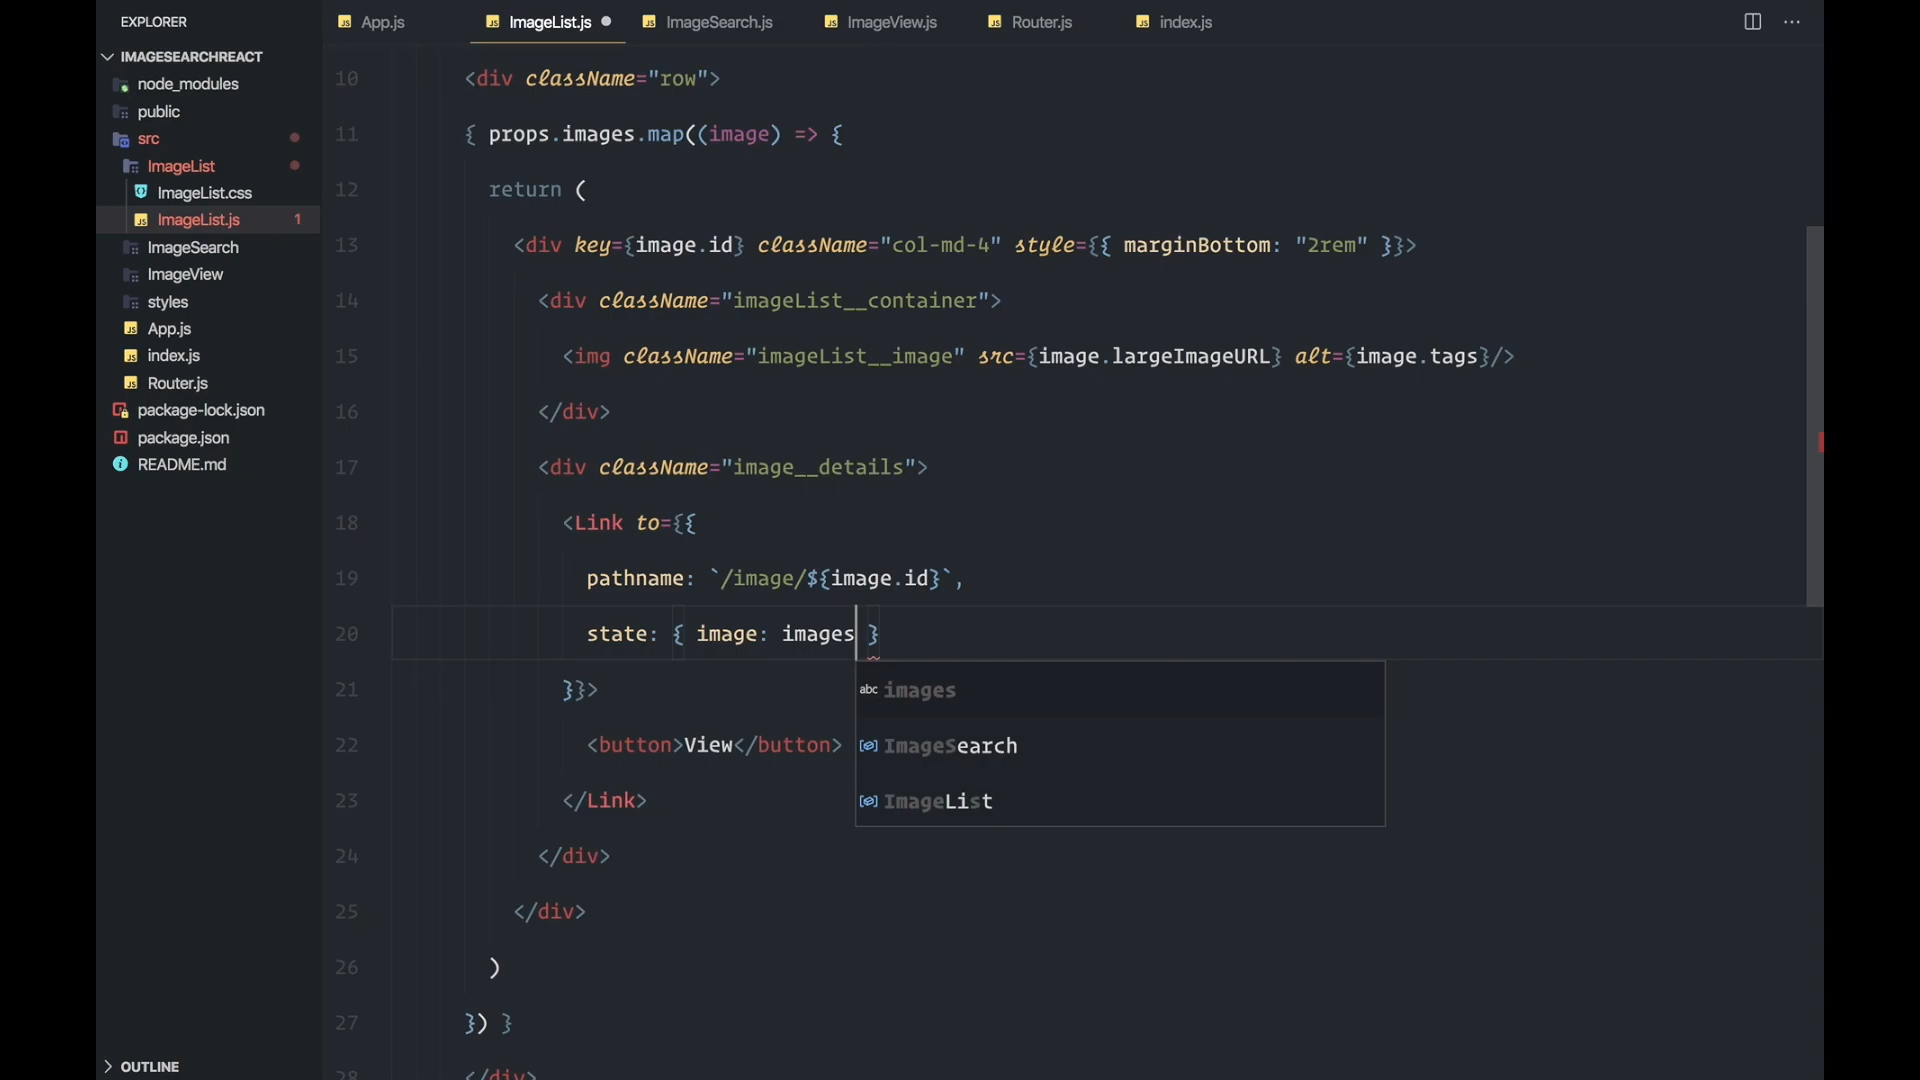 EXPLORER
App.js
ImageList.js
ImageSearch.js
ImageView.js
Router.js
index.js
IMAGESEARCHREACT
node_modules
public
src
ImageList
ImageList.css
ImageList.js 1
ImageSearch
ImageView
styles
App.js
index.js
Router.js
package-lock.json
package.json
README.md
OUTLINE
10 <div className="row">
11 { props.images.map((image) => {
12 return (
13 <div key={image.id} className="col-md-4" style={{ marginBottom: "2rem" }}>
14 <div className="imageList__container">
15 <img className="imageList__image" src={image.largeImageURL} alt={image.tags}/>
16 </div>
17 <div className="image__details">
18 <Link to={{
19 pathname: `/image/${image.id}`,
20 state: { image: images }
21 }}>
abc images
22 <button>View</button>
ImageSearch
23 </Link>
ImageList
24 </div>
25 </div>
26 )
27 }) }
28 </div>